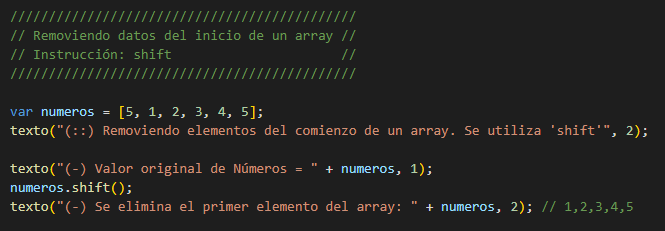 /////////////////////////////////////////////
// Removiendo datos del inicio de un array //
// Instrucción: shift                      //
/////////////////////////////////////////////
var numeros = [5, 1, 2, 3, 4, 5];
texto("(::) Removiendo elementos del comienzo de un array. Se utiliza 'shift'", 2);
texto("(-) Valor original de Números = " + numeros, 1);
numeros.shift();
texto("(-) Se elimina el primer elemento del array: " + numeros, 2); // 1,2,3,4,5